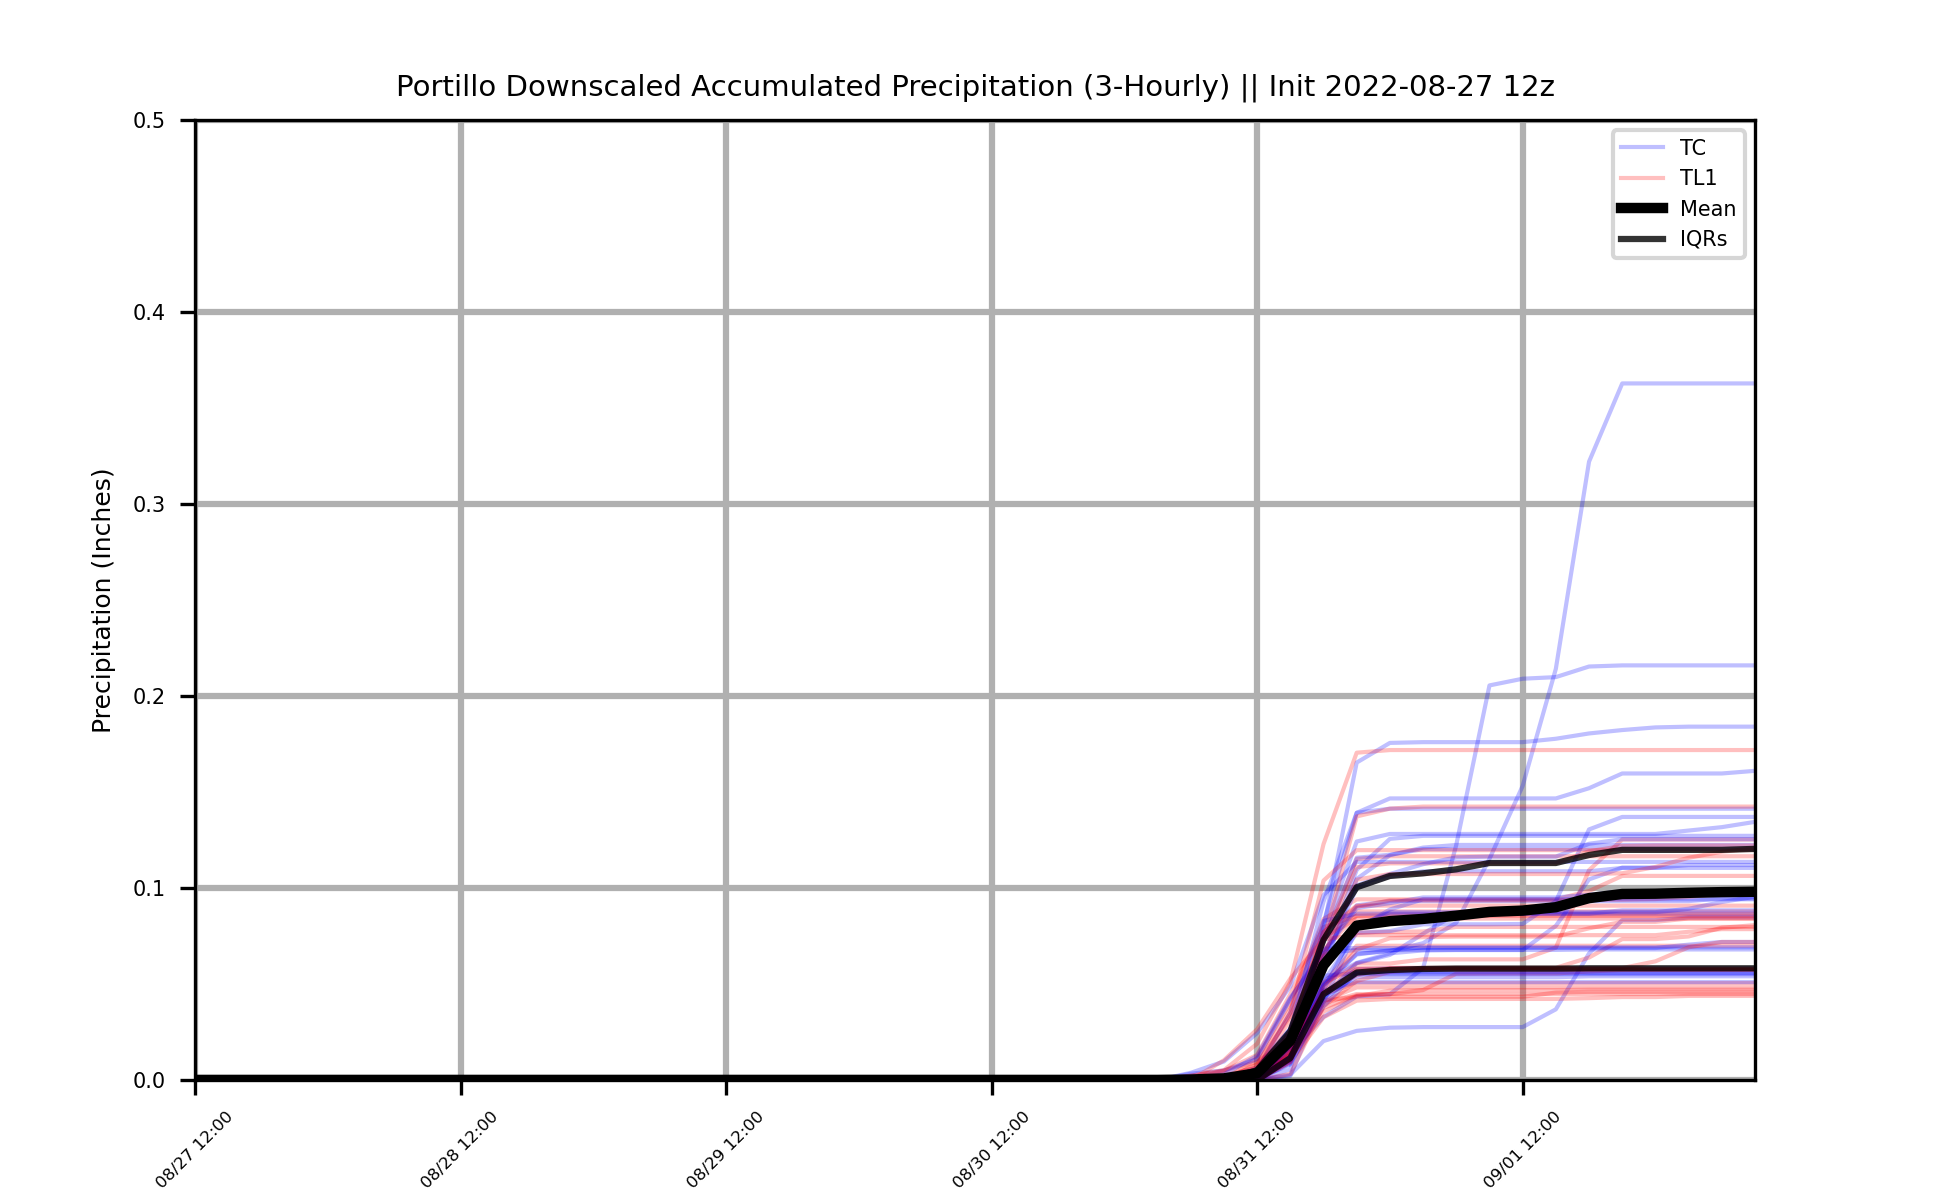 Portillo Downscaled Accumulated Precipitation (3-Hourly) || Init 2022-08-27 12z
TC
TL1
Mean
IQRs
Precipitation (Inches)
0.5
0.4
0.3
0.2
0.1
0.0
08/27 12:00
08/28 12:00
08/29 12:00
08/30 12:00
08/31 12:00
09/01 12:00